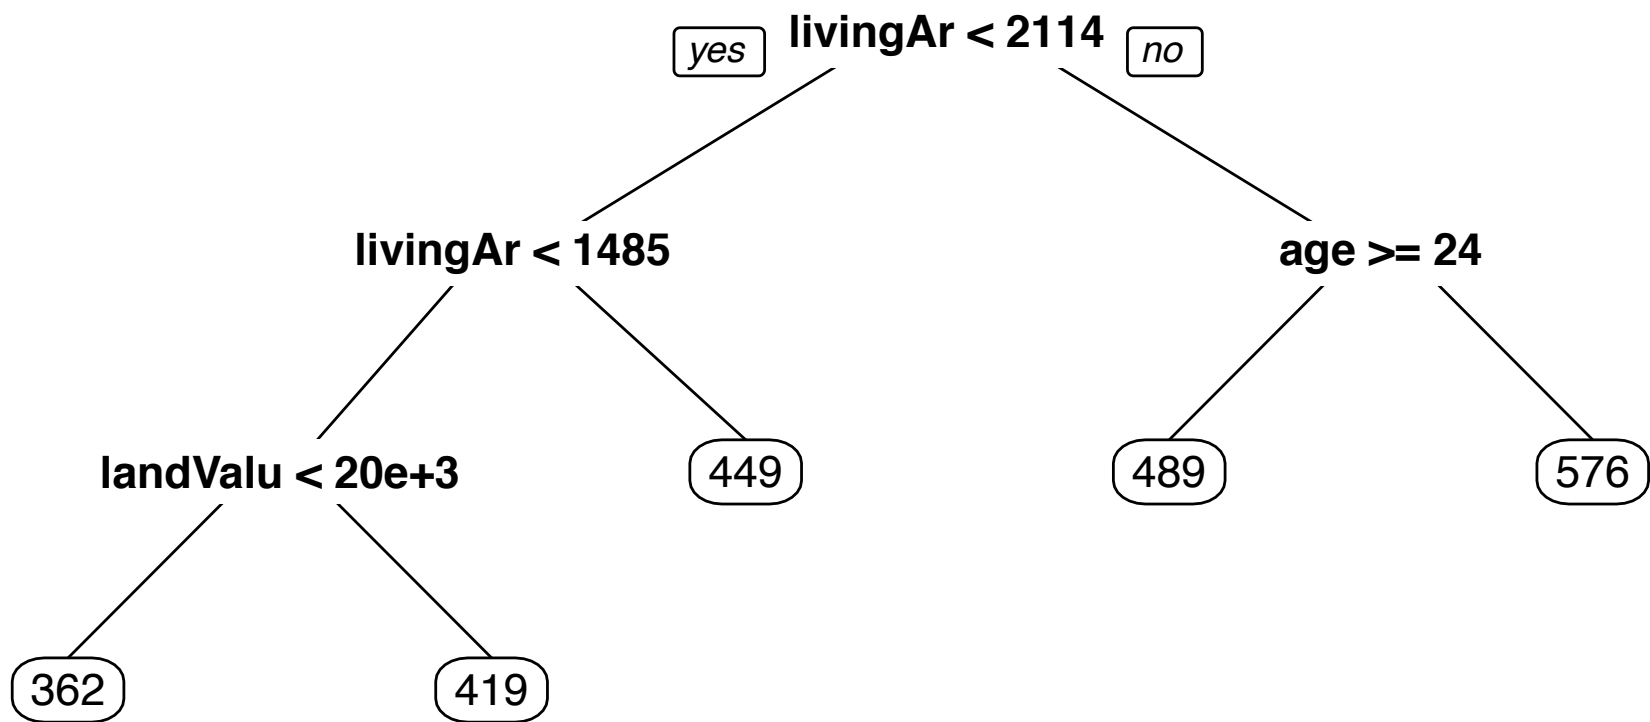 yes livingAr < 2114 no
livingAr < 1485 age >= 24
landValu < 20e+3 449 489 576
362 419